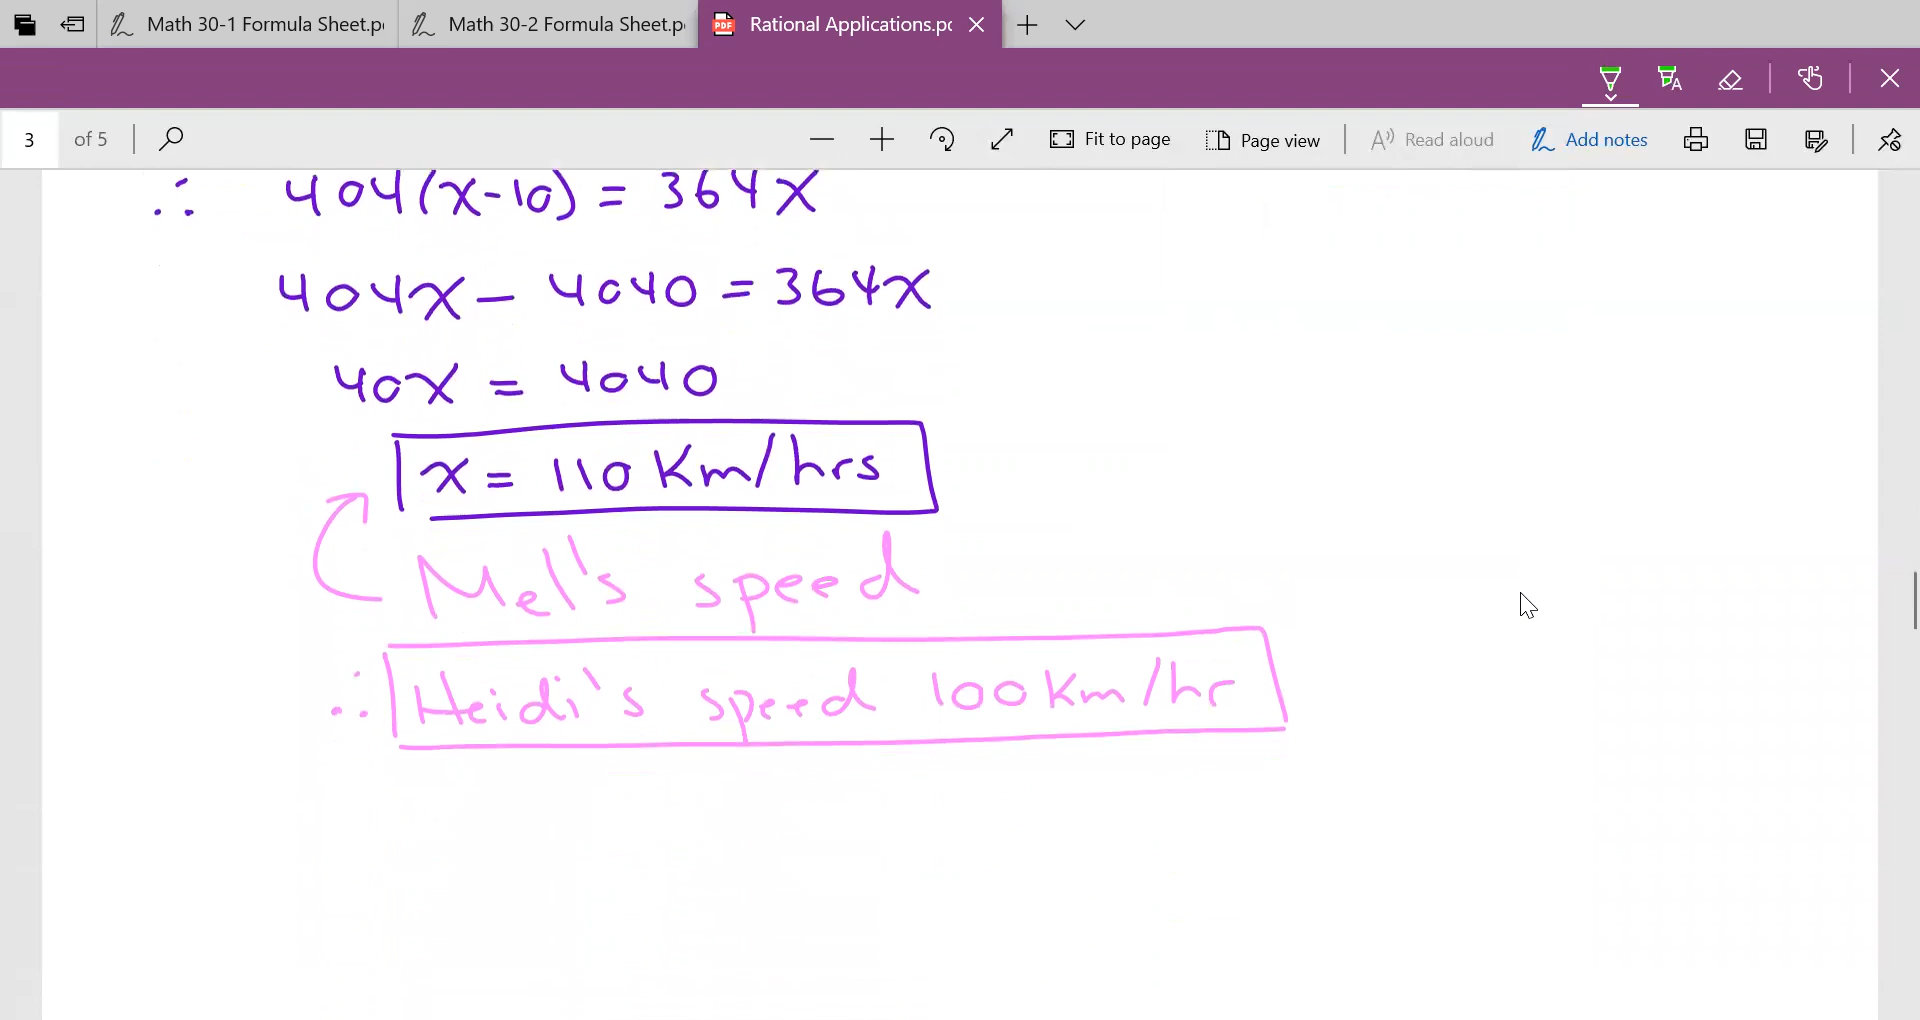 Math 30-1 Formula Sheet.p
Math 30-2 Formula Sheet.p
Rational Applications.pc
3 of 5
Fit to page
Page view
Read aloud
Add notes
∴ 404(x-10) = 364x
404x - 4040 = 364x
40x = 4040
x = 110 Km/hrs
Mel's speed
∴ Heidi's speed 100 Km/hr